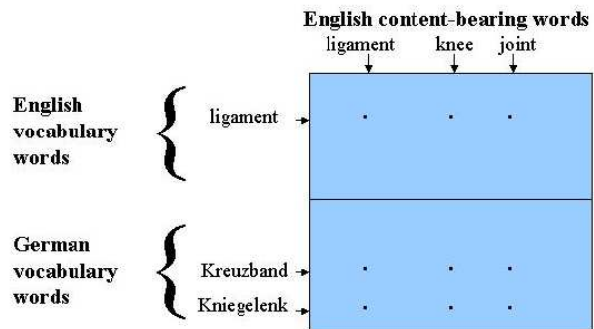 English content-bearing words
ligament knee joint
English
vocabulary
words
ligament
German
vocabulary
words
Kreuzband
Kniegelenk